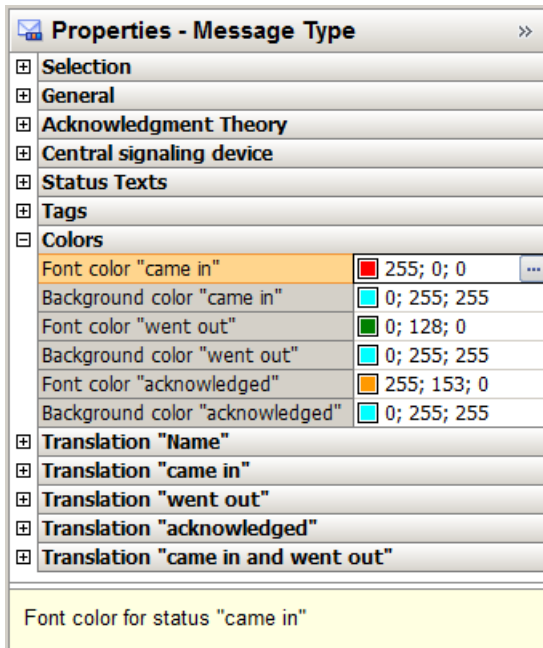 Properties - Message Type »
Selection
General
Acknowledgment Theory
Central signaling device
Status Texts
Tags
Colors
Font color "came in" 255; 0; 0 ...
Background color "came in" 0; 255; 255
Font color "went out" 0; 128; 0
Background color "went out" 0; 255; 255
Font color "acknowledged" 255; 153; 0
Background color "acknowledged" 0; 255; 255
Translation "Name"
Translation "came in"
Translation "went out"
Translation "acknowledged"
Translation "came in and went out"
Font color for status "came in"